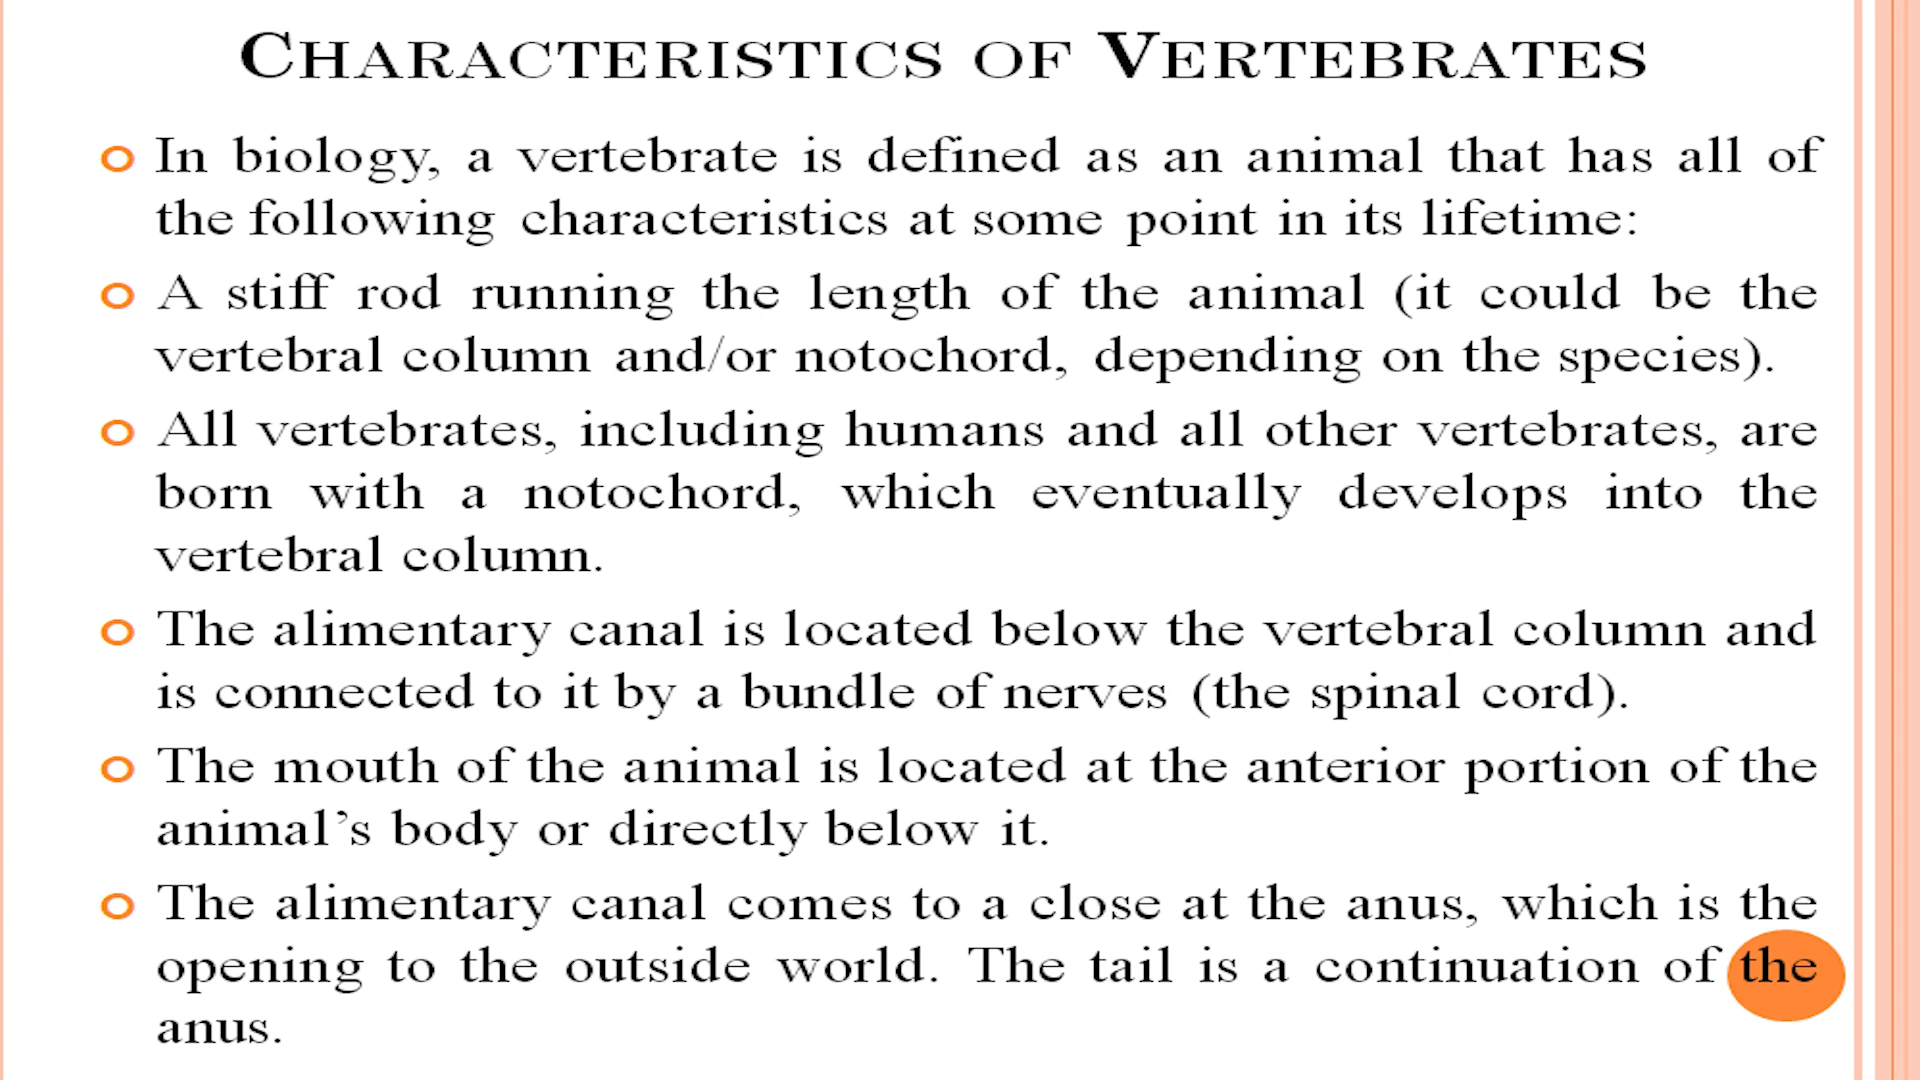 CHARACTERISTICS OF VERTEBRATES
In biology, a vertebrate is defined as an animal that has all of
the following characteristics at some point in its lifetime:
A stiff rod running the length of the animal (it could be the
vertebral column and/or notochord, depending on the species).
All vertebrates, including humans and all other vertebrates, are
born with a notochord, which eventually develops into the
vertebral column.
The alimentary canal is located below the vertebral column and
is connected to it by a bundle of nerves (the spinal cord).
The mouth of the animal is located at the anterior portion of the
animal’s body or directly below it.
The alimentary canal comes to a close at the anus, which is the
opening to the outside world. The tail is a continuation of the
anus.